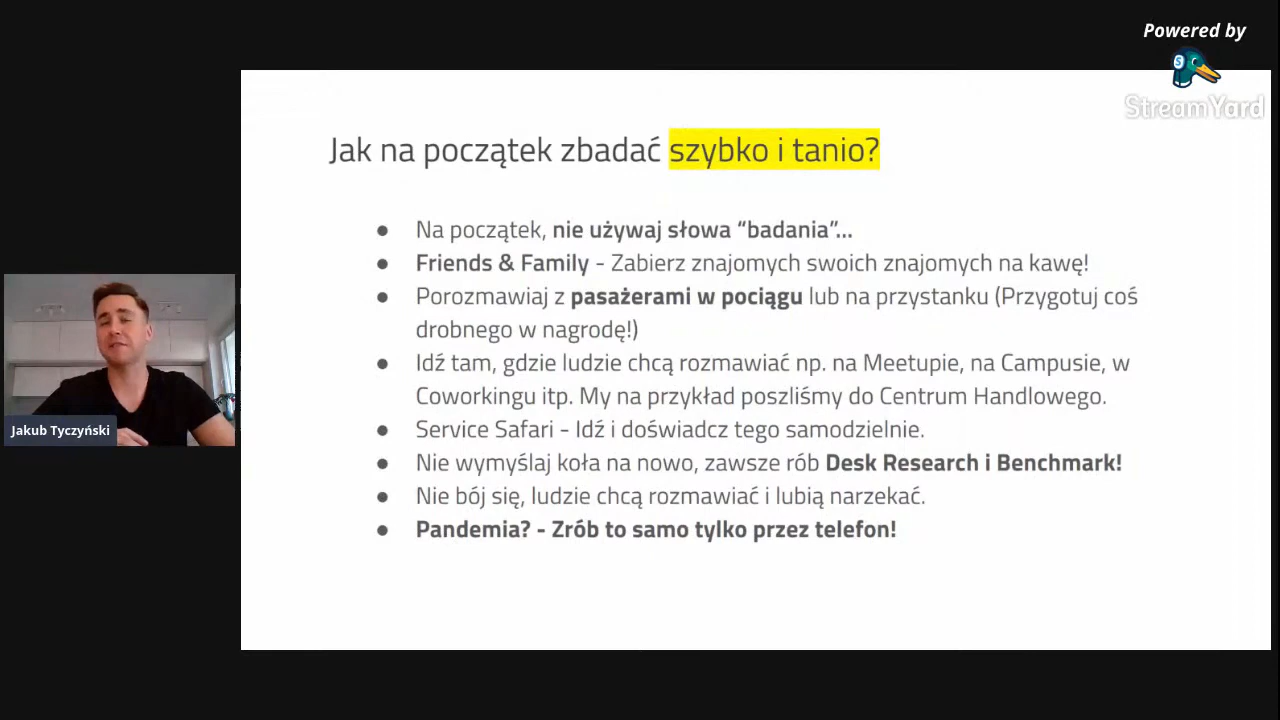 Powered by
StreamYard
Jak na początek zbadać szybko i tanio?
● Na początek, nie używaj słowa “badania”...
● Friends & Family - Zabierz znajomych swoich znajomych na kawę!
● Porozmawiaj z pasażerami w pociągu lub na przystanku (Przygotuj coś
drobnego w nagrodę!)
● Idź tam, gdzie ludzie chcą rozmawiać np. na Meetupie, na Campusie, w
Coworkingu itp. My na przykład poszliśmy do Centrum Handlowego.
● Service Safari - Idź i doświadcz tego samodzielnie.
● Nie wymyślaj koła na nowo, zawsze rób Desk Research i Benchmark!
● Nie bój się, ludzie chcą rozmawiać i lubią narzekać.
● Pandemia? - Zrób to samo tylko przez telefon!
Jakub Tyczyński